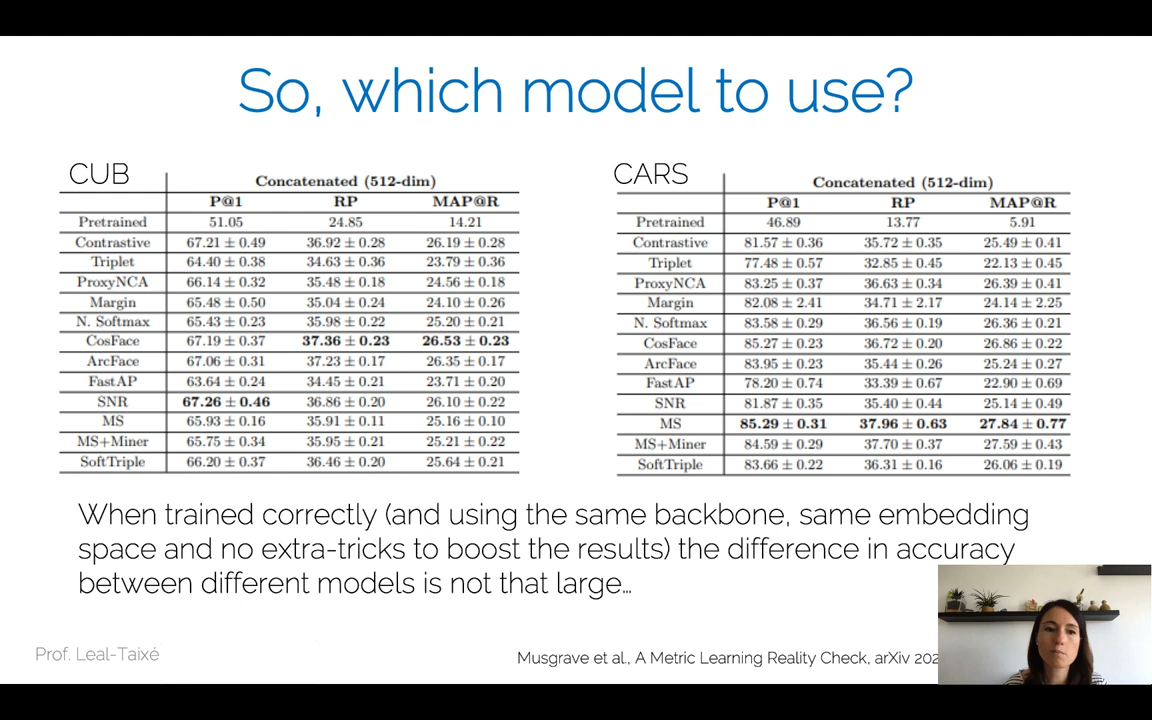 So, which model to use?
CUB
Concatenated (512-dim)
P@1 RP MAP@R
Pretrained 51.05 24.85 14.21
Contrastive 67.21 ± 0.49 36.92 ± 0.28 26.19 ± 0.28
Triplet 64.40 ± 0.38 34.63 ± 0.36 23.79 ± 0.36
ProxyNCA 66.14 ± 0.32 35.48 ± 0.18 24.56 ± 0.18
Margin 65.48 ± 0.50 35.04 ± 0.24 24.10 ± 0.26
N. Softmax 65.43 ± 0.23 35.98 ± 0.22 25.20 ± 0.21
CosFace 67.19 ± 0.37 37.36 ± 0.23 26.53 ± 0.23
ArcFace 67.06 ± 0.31 37.23 ± 0.17 26.35 ± 0.17
FastAP 63.64 ± 0.24 34.45 ± 0.21 23.71 ± 0.20
SNR 67.26 ± 0.46 36.86 ± 0.20 26.10 ± 0.22
MS 65.93 ± 0.16 35.91 ± 0.11 25.16 ± 0.10
MS+Miner 65.75 ± 0.34 35.95 ± 0.21 25.21 ± 0.22
SoftTriple 66.20 ± 0.37 36.46 ± 0.20 25.64 ± 0.21
CARS
Concatenated (512-dim)
P@1 RP MAP@R
Pretrained 46.89 13.77 5.91
Contrastive 81.57 ± 0.36 35.72 ± 0.35 25.49 ± 0.41
Triplet 77.48 ± 0.57 32.85 ± 0.45 22.13 ± 0.45
ProxyNCA 83.25 ± 0.37 36.63 ± 0.34 26.39 ± 0.41
Margin 82.08 ± 2.41 34.71 ± 2.17 24.14 ± 2.25
N. Softmax 83.58 ± 0.29 36.56 ± 0.19 26.36 ± 0.21
CosFace 85.27 ± 0.23 36.72 ± 0.20 26.86 ± 0.22
ArcFace 83.95 ± 0.23 35.44 ± 0.26 25.24 ± 0.27
FastAP 78.20 ± 0.74 33.39 ± 0.67 22.90 ± 0.69
SNR 81.87 ± 0.35 35.40 ± 0.44 25.14 ± 0.49
MS 85.29 ± 0.31 37.96 ± 0.63 27.84 ± 0.77
MS+Miner 84.59 ± 0.29 37.70 ± 0.37 27.59 ± 0.43
SoftTriple 83.66 ± 0.22 36.31 ± 0.16 26.06 ± 0.19
When trained correctly (and using the same backbone, same embedding
space and no extra-tricks to boost the results) the difference in accuracy
between different models is not that large…
Prof. Leal-Taixé
Musgrave et al., A Metric Learning Reality Check, arXiv 202